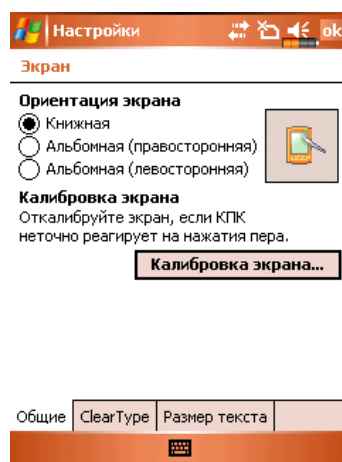 Настройки
ok
Экран
Ориентация экрана
Книжная
Альбомная (правосторонняя)
Альбомная (левосторонняя)
Калибровка экрана
Откалибруйте экран, если КПК
неточно реагирует на нажатия пера.
Калибровка экрана...
Общие ClearType Размер текста